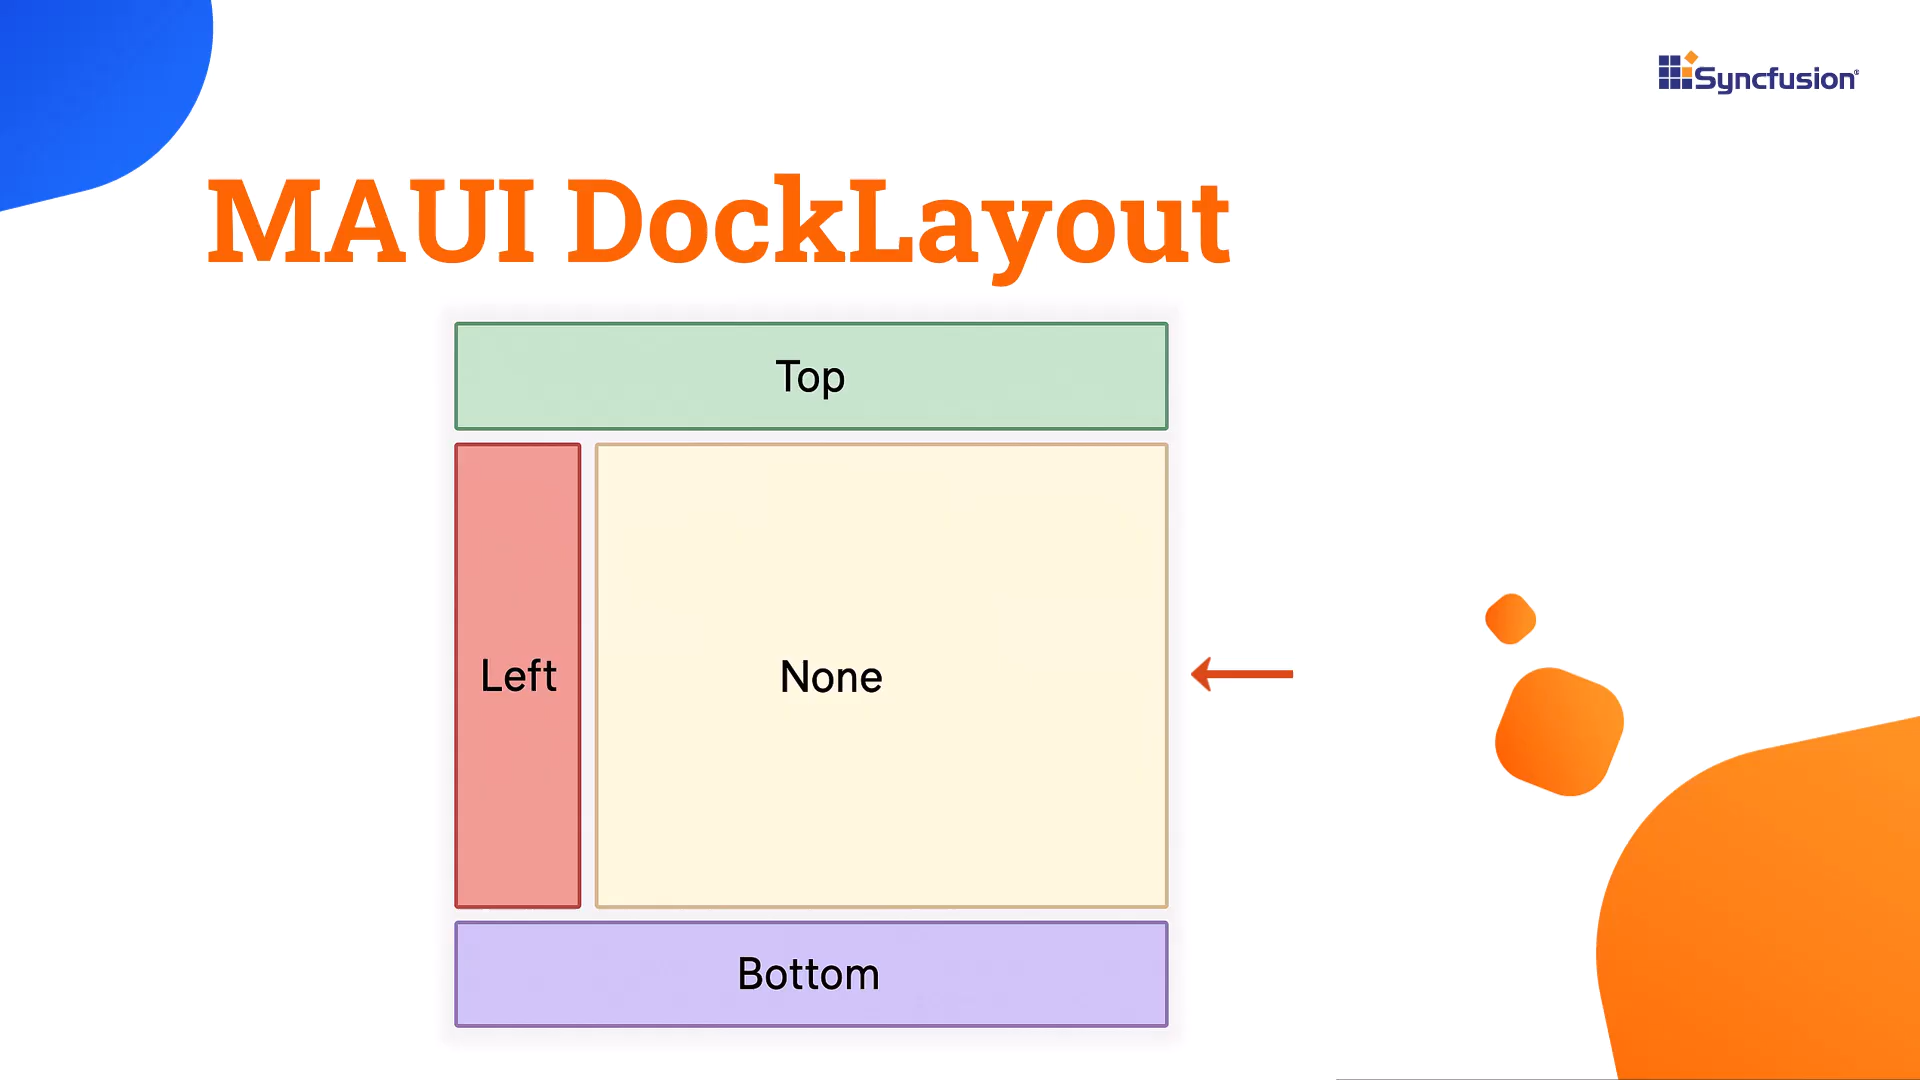 Syncfusion®
MAUI DockLayout
Top
Left
None
Bottom